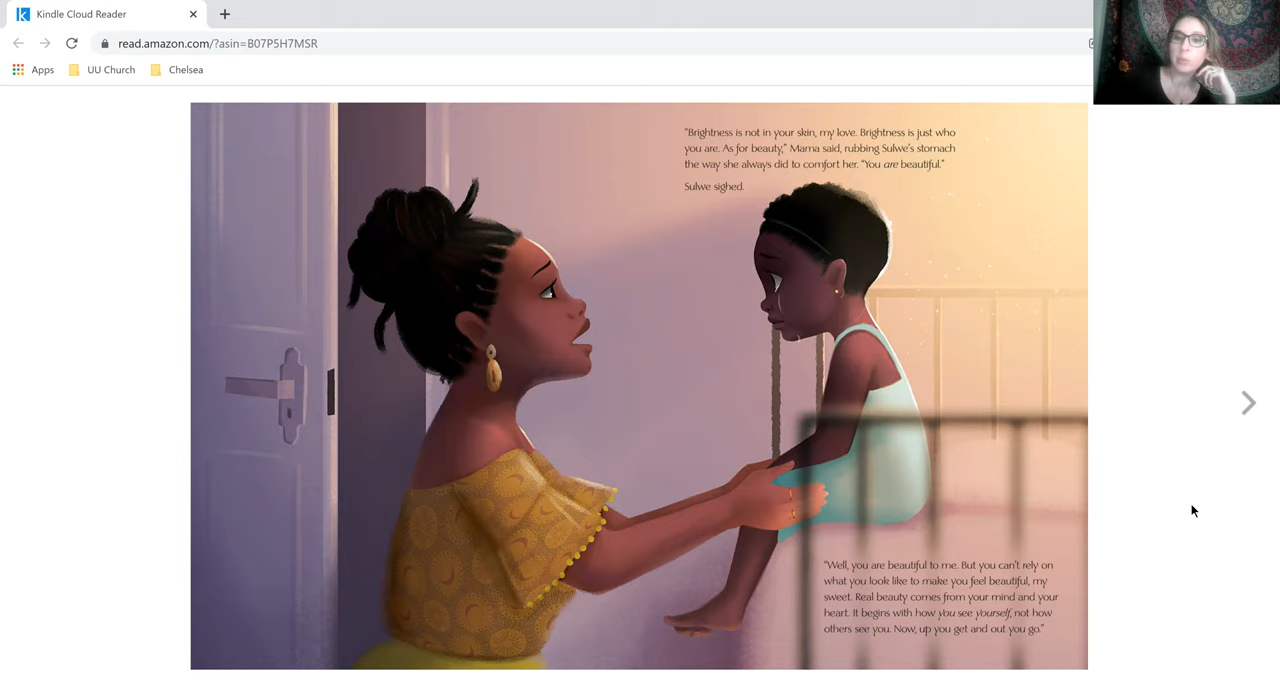 Kindle Cloud Reader
read.amazon.com/?asin=B07P5H7MSR
Apps
UU Church
Chelsea
"Brightness is not in your skin, my love. Brightness is just who
you are. As for beauty," Mama said, rubbing Sulwe's stomach
the way she always did to comfort her. "You are beautiful."
Sulwe sighed.
"Well, you are beautiful to me. But you can't rely on
what you look like to make you feel beautiful, my
sweet. Real beauty comes from your mind and your
heart. It begins with how you see yourself, not how
others see you. Now, up you get and out you go."